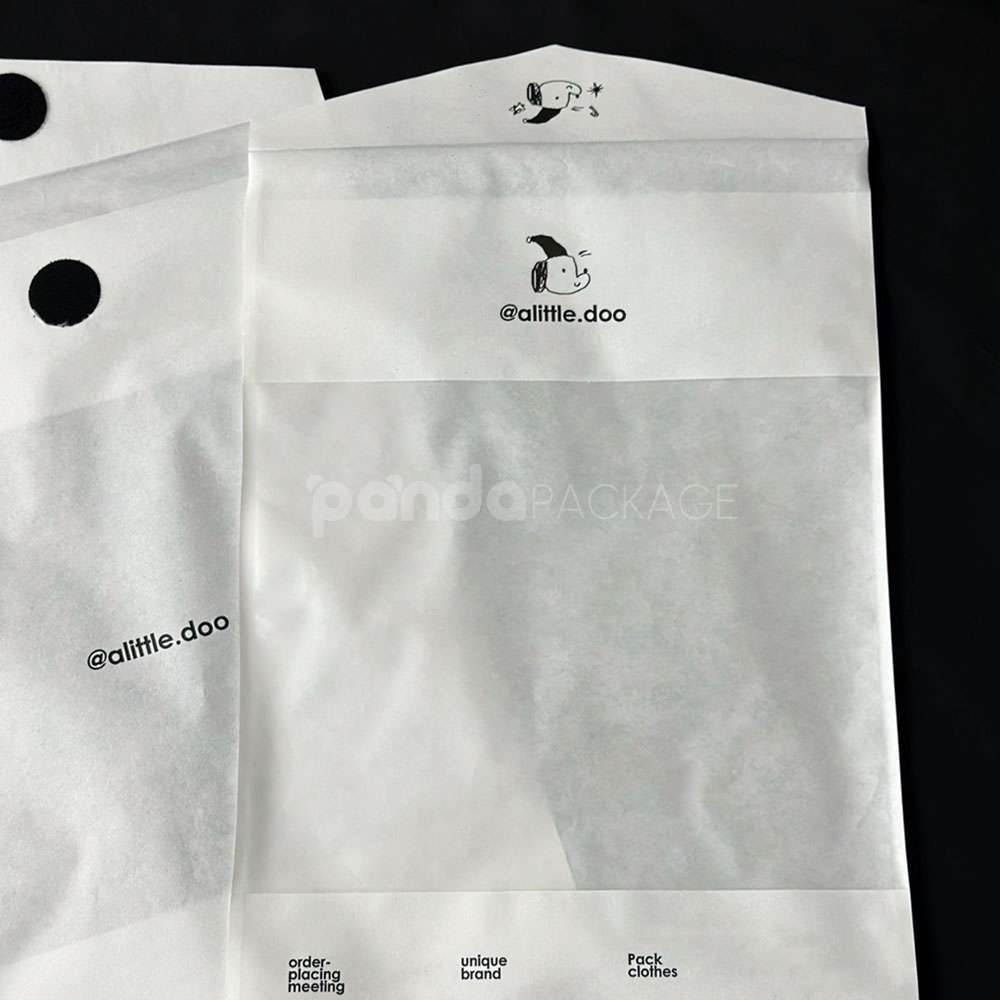 @alittle.doo
pandaPACKAGE
@alittle.doo
order-
placing
meeting
unique
brand
Pack
clothes